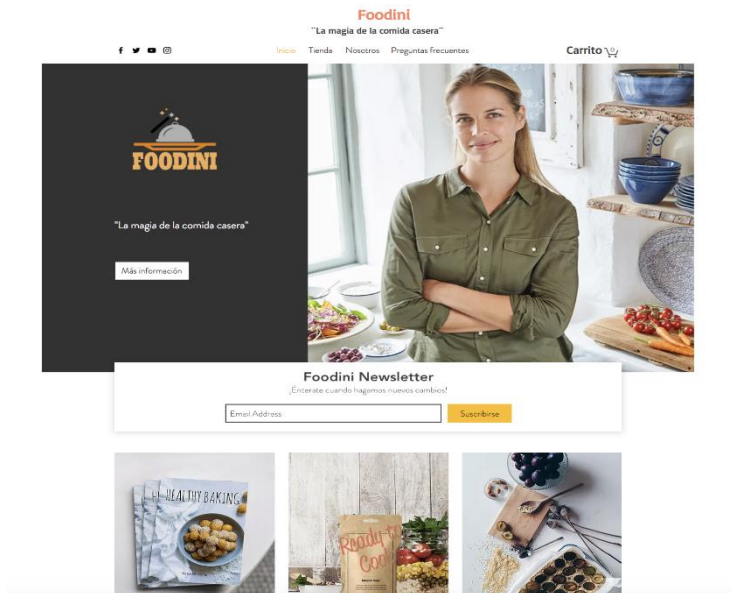 Foodini
¨La magia de la comida casera¨
Inicio Tienda Nosotros Preguntas frecuentes
Carrito 0
FOODINI
"La magia de la comida casera"
Más información
Foodini Newsletter
¡Enterate cuando hagamos nuevos cambios!
Email Address
Suscribirse
HEALTHY BAKING
Ready to
Cook